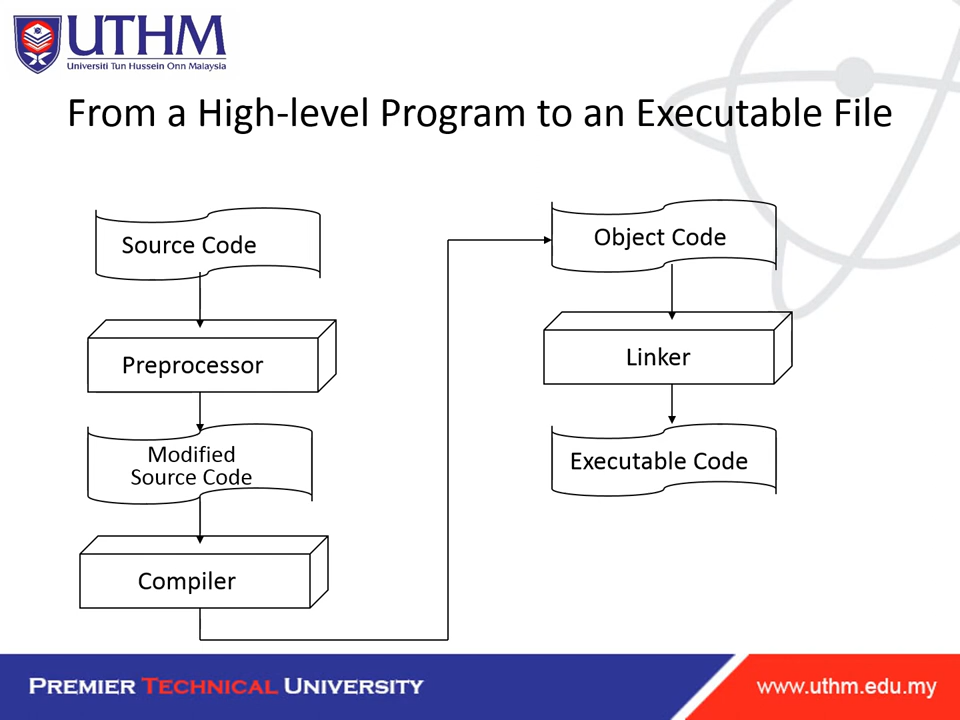 UTHM
Universiti Tun Hussein Onn Malaysia
From a High-level Program to an Executable File
Source Code
Preprocessor
Modified
Source Code
Compiler
Object Code
Linker
Executable Code
PREMIER TECHNICAL UNIVERSITY
www.uthm.edu.my